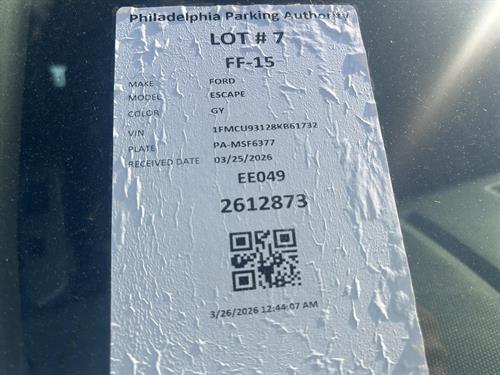 Philadelphia Parking Authority
LOT # 7
FF-15
MAKE FORD
MODEL ESCAPE
COLOR GY
VIN 1FMCU93128KB61732
PLATE PA-MSF6377
RECEIVED DATE 03/25/2026
EE049
2612873
3/26/2026 12:44:07 AM